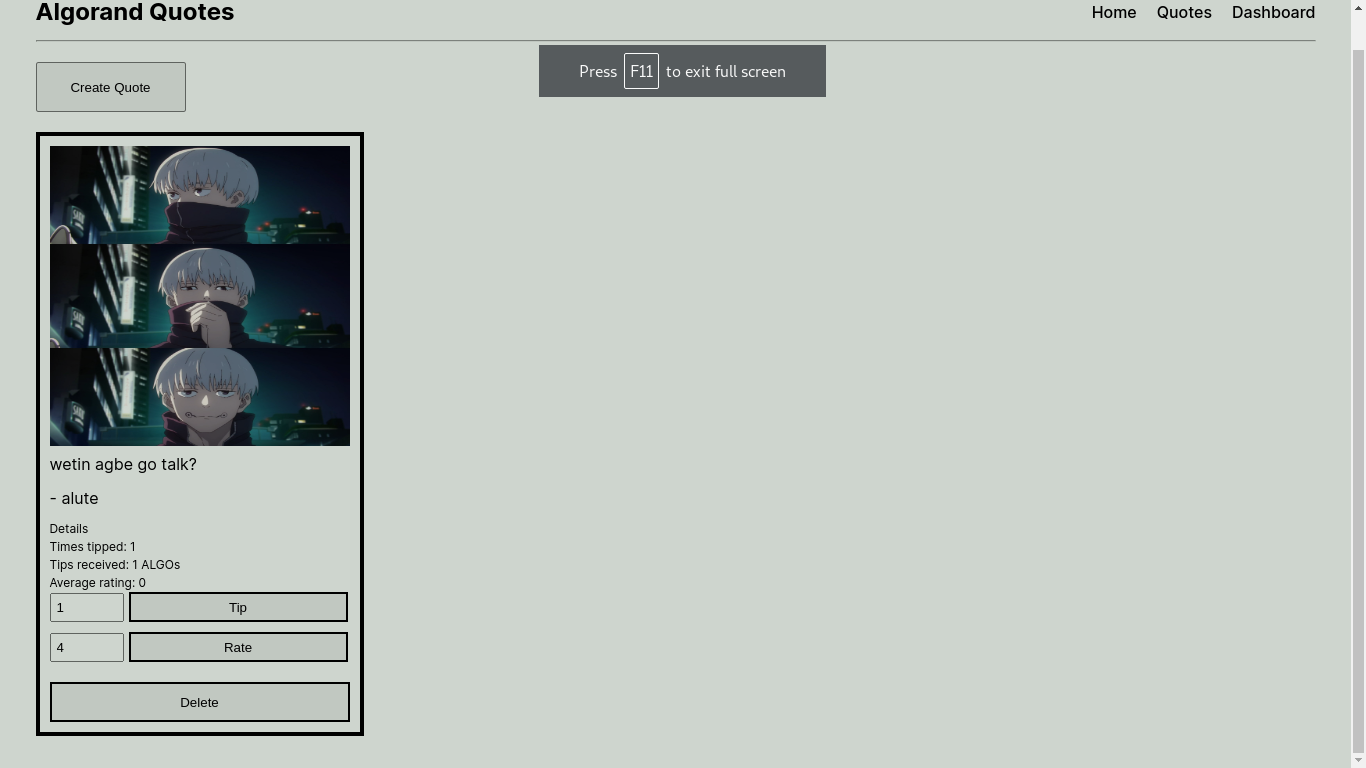 Algorand Quotes
Home Quotes Dashboard
Press F11 to exit full screen
Create Quote
wetin agbe go talk?
- alute
Details
Times tipped: 1
Tips received: 1 ALGOs
Average rating: 0
1 Tip
4 Rate
Delete